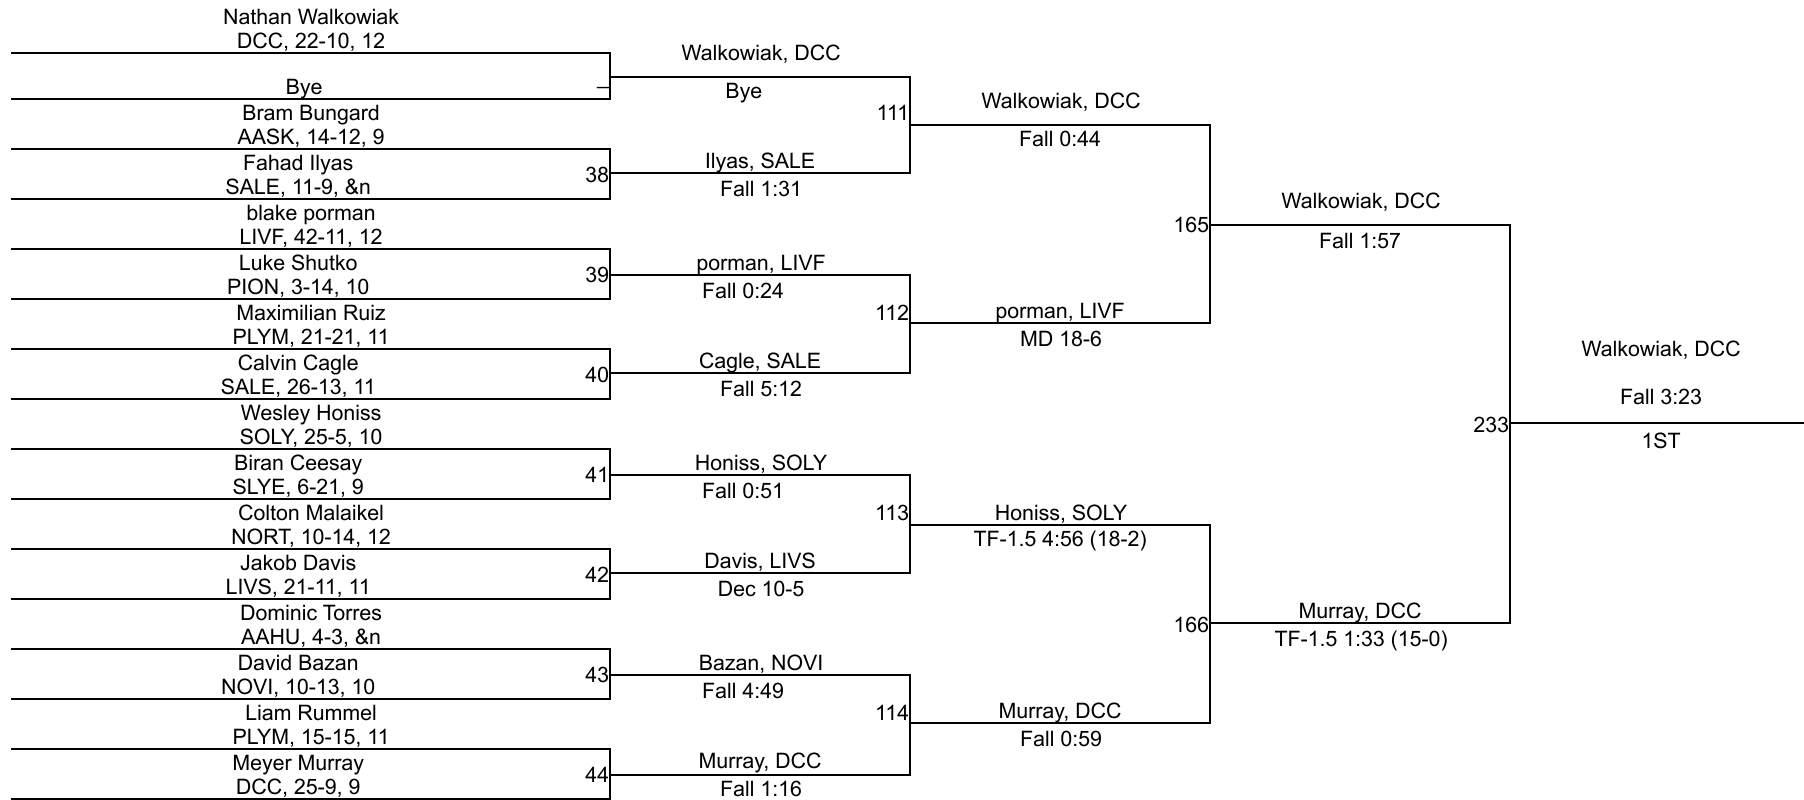 Nathan Walkowiak
DCC, 22-10, 12
Bye
Bram Bungard
AASK, 14-12, 9
Fahad Ilyas
SALE, 11-9, &n
blake porman
LIVF, 42-11, 12
Luke Shutko
PION, 3-14, 10
Maximilian Ruiz
PLYM, 21-21, 11
Calvin Cagle
SALE, 26-13, 11
Wesley Honiss
SOLY, 25-5, 10
Biran Ceesay
SLYE, 6-21, 9
Colton Malaikel
NORT, 10-14, 12
Jakob Davis
LIVS, 21-11, 11
Dominic Torres
AAHU, 4-3, &n
David Bazan
NOVI, 10-13, 10
Liam Rummel
PLYM, 15-15, 11
Meyer Murray
DCC, 25-9, 9
–
38
39
40
41
42
43
44
Walkowiak, DCC
Bye
Ilyas, SALE
Fall 1:31
porman, LIVF
Fall 0:24
Cagle, SALE
Fall 5:12
Honiss, SOLY
Fall 0:51
Davis, LIVS
Dec 10-5
Bazan, NOVI
Fall 4:49
Murray, DCC
Fall 1:16
111
112
113
114
Walkowiak, DCC
Fall 0:44
porman, LIVF
MD 18-6
Honiss, SOLY
TF-1.5 4:56 (18-2)
Murray, DCC
Fall 0:59
165
166
Walkowiak, DCC
Fall 1:57
Murray, DCC
TF-1.5 1:33 (15-0)
233
Walkowiak, DCC
Fall 3:23
1ST